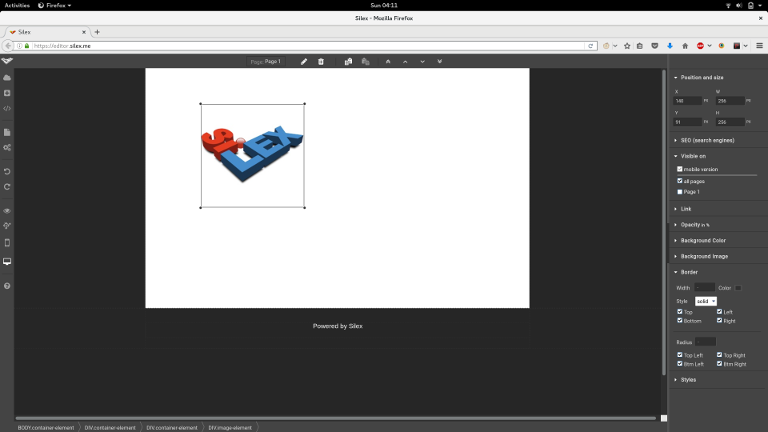 Activities Firefox Sun 04:11
Silex - Mozilla Firefox
Silex
https://editor.silex.me
Page: Page 1
SILEX
Powered by Silex
Position and size
X W
px 256 px
Y H
px 256 px
SEO (search engines)
Visible on
mobile version
all pages
Page 1
Link
Opacity in %
Background Color
Background Image
Border
Width Color
Style solid
Top Left
Bottom Right
Radius
Top Left Top Right
Btm Left Btm Right
Styles
BODY.container-element DIV.container-element DIV.container-element DIV.image-element